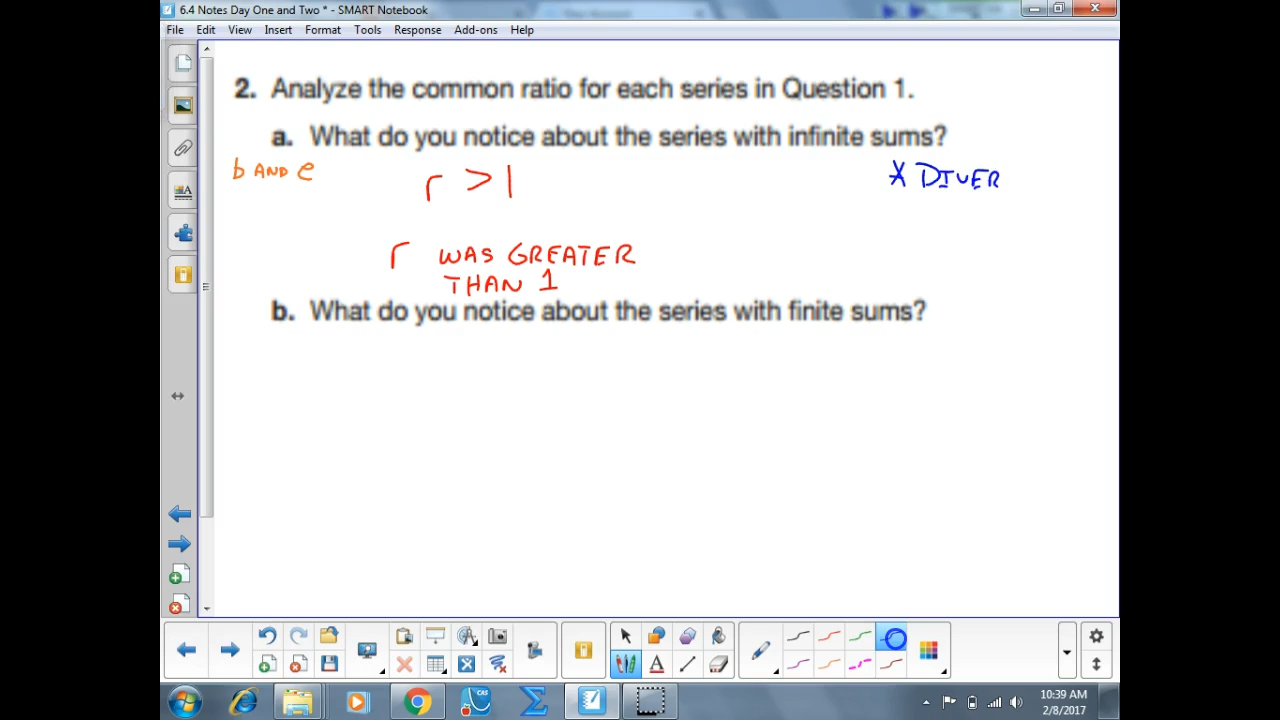 6.4 Notes Day One and Two * - SMART Notebook
File Edit View Insert Format Tools Response Add-ons Help
2. Analyze the common ratio for each series in Question 1.
a. What do you notice about the series with infinite sums?
b AND e
r > 1
* DIVER
r WAS GREATER
THAN 1
b. What do you notice about the series with finite sums?
CAS
10:39 AM
2/8/2017